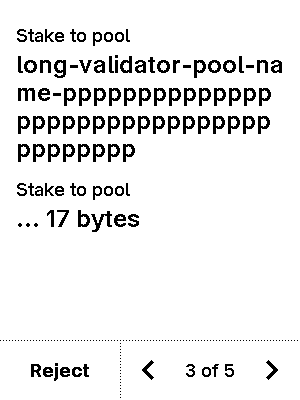 Stake to pool
long-validator-pool-na
me-pppppppppppppp
ppppppppppppppppp
pppppppp
Stake to pool
... 17 bytes
Reject
3 of 5